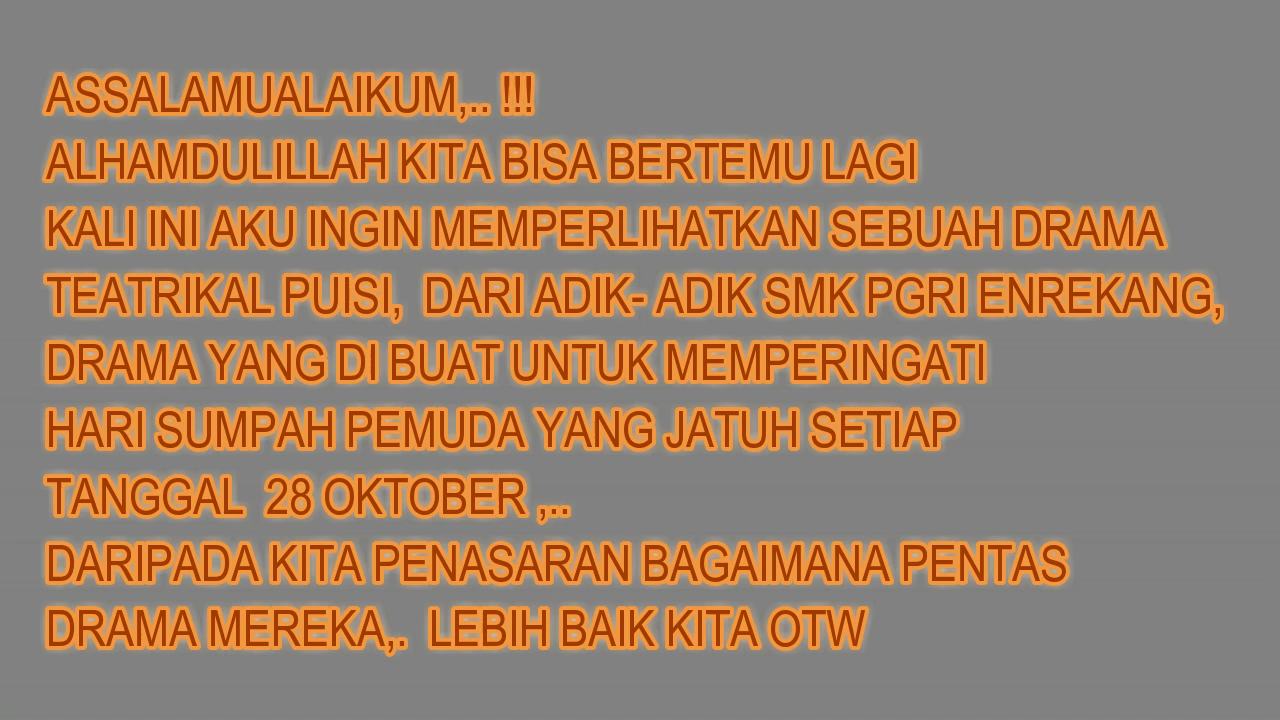 ASSALAMUALAIKUM,.. !!!
ALHAMDULILLAH KITA BISA BERTEMU LAGI
KALI INI AKU INGIN MEMPERLIHATKAN SEBUAH DRAMA
TEATRIKAL PUISI,  DARI ADIK- ADIK SMK PGRI ENREKANG,
DRAMA YANG DI BUAT UNTUK MEMPERINGATI
HARI SUMPAH PEMUDA YANG JATUH SETIAP
TANGGAL  28 OKTOBER ,..
DARIPADA KITA PENASARAN BAGAIMANA PENTAS
DRAMA MEREKA,.  LEBIH BAIK KITA OTW